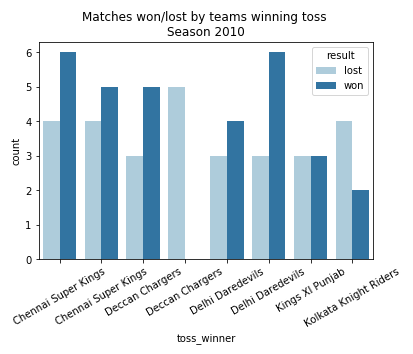 Matches won/lost by teams winning toss
Season 2010
result
lost
won
count
6
5
4
3
2
1
0
Chennai Super Kings
Chennai Super Kings
Deccan Chargers
Deccan Chargers
Delhi Daredevils
Delhi Daredevils
Kings XI Punjab
Kolkata Knight Riders
toss_winner